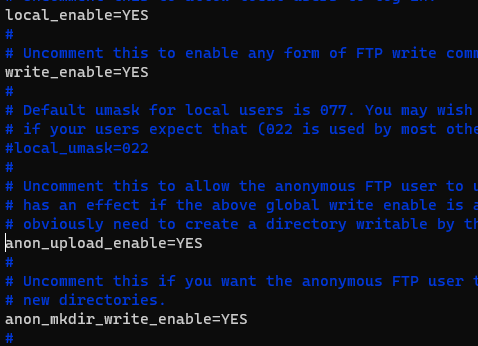 local_enable=YES
#
# Uncomment this to enable any form of FTP write
write_enable=YES
#
# Default umask for local users is 077. You may wish
# if your users expect that (022 is used by most
#local_umask=022
#
# Uncomment this to allow the anonymous FTP user to
# has an effect if the above global write enable is
# obviously need to create a directory writable by
anon_upload_enable=YES
#
# Uncomment this if you want the anonymous FTP user
# new directories.
anon_mkdir_write_enable=YES
#